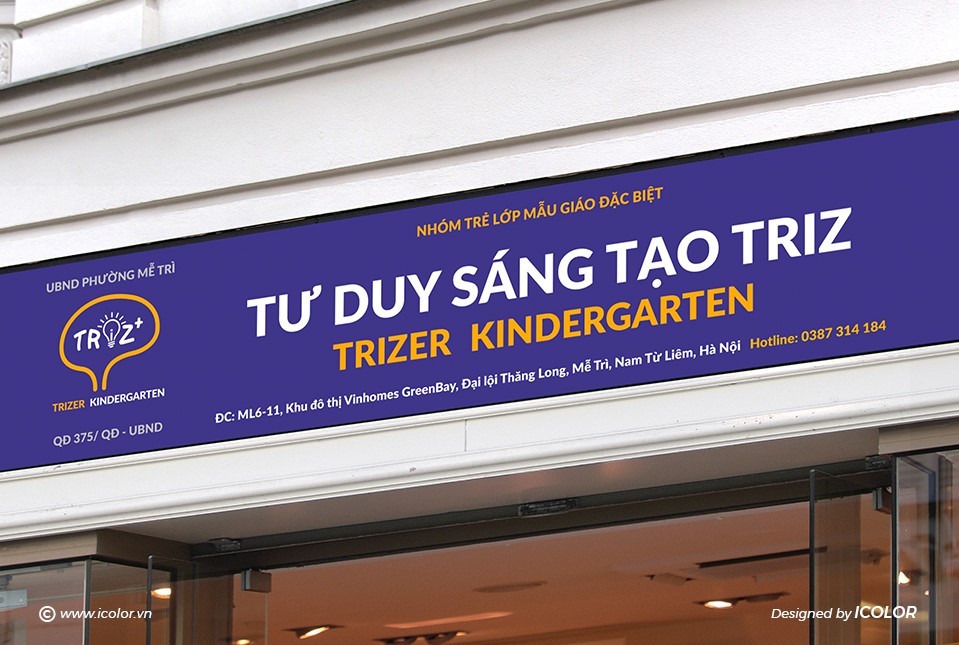 UBND PHƯỜNG MỄ TRÌ
TRIZ+
TRIZER KINDERGARTEN
QĐ 375/ QĐ - UBND
NHÓM TRẺ LỚP MẪU GIÁO ĐẶC BIỆT
TƯ DUY SÁNG TẠO TRIZ
TRIZER KINDERGARTEN
ĐC: ML6-11, Khu đô thị Vinhomes GreenBay, Đại lội Thăng Long, Mễ Trì, Nam Từ Liêm, Hà Nội Hotline: 0387 314 184
© www.icolor.vn
Designed by ICOLOR